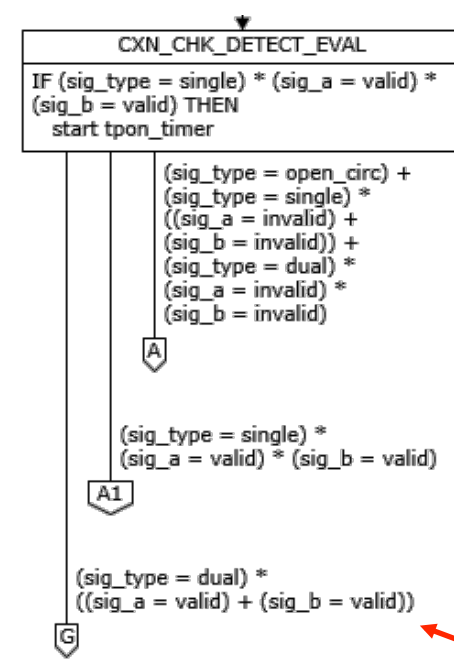 CXN_CHK_DETECT_EVAL
IF (sig_type = single) * (sig_a = valid) *
(sig_b = valid) THEN
start tpon_timer
(sig_type = open_circ) +
(sig_type = single) *
((sig_a = invalid) +
(sig_b = invalid)) +
(sig_type = dual) *
(sig_a = invalid) *
(sig_b = invalid)
A
(sig_type = single) *
(sig_a = valid) * (sig_b = valid)
A1
(sig_type = dual) *
((sig_a = valid) + (sig_b = valid))
G